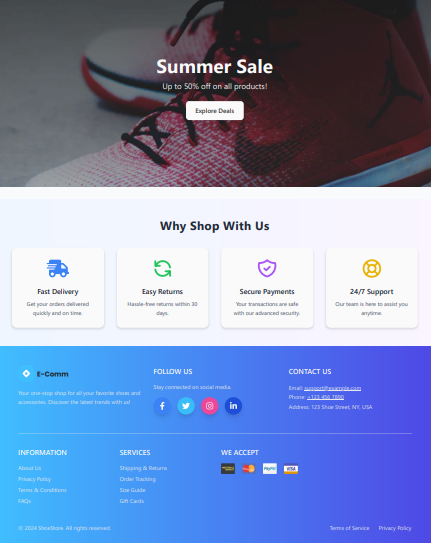 Summer Sale
Up to 50% off on all products!
Explore Deals
Why Shop With Us
Fast Delivery
Get your orders delivered
quickly and on time.
Easy Returns
Hassle-free returns within 30
days.
Secure Payments
Your transactions are safe
with our advanced security.
24/7 Support
Our team is here to assist you
anytime.
E-Comm
Your one-stop shop for all your favorite shoes and
accessories. Discover the latest trends with us!
FOLLOW US
Stay connected on social media.
CONTACT US
Email: support@example.com
Phone: +123 456 7890
Address: 123 Shoe Street, NY, USA
INFORMATION
About Us
Privacy Policy
Terms & Conditions
FAQs
SERVICES
Shipping & Returns
Order Tracking
Size Guide
Gift Cards
WE ACCEPT
PayPal
VISA
© 2024 ShoeStore. All rights reserved.
Terms of Service
Privacy Policy